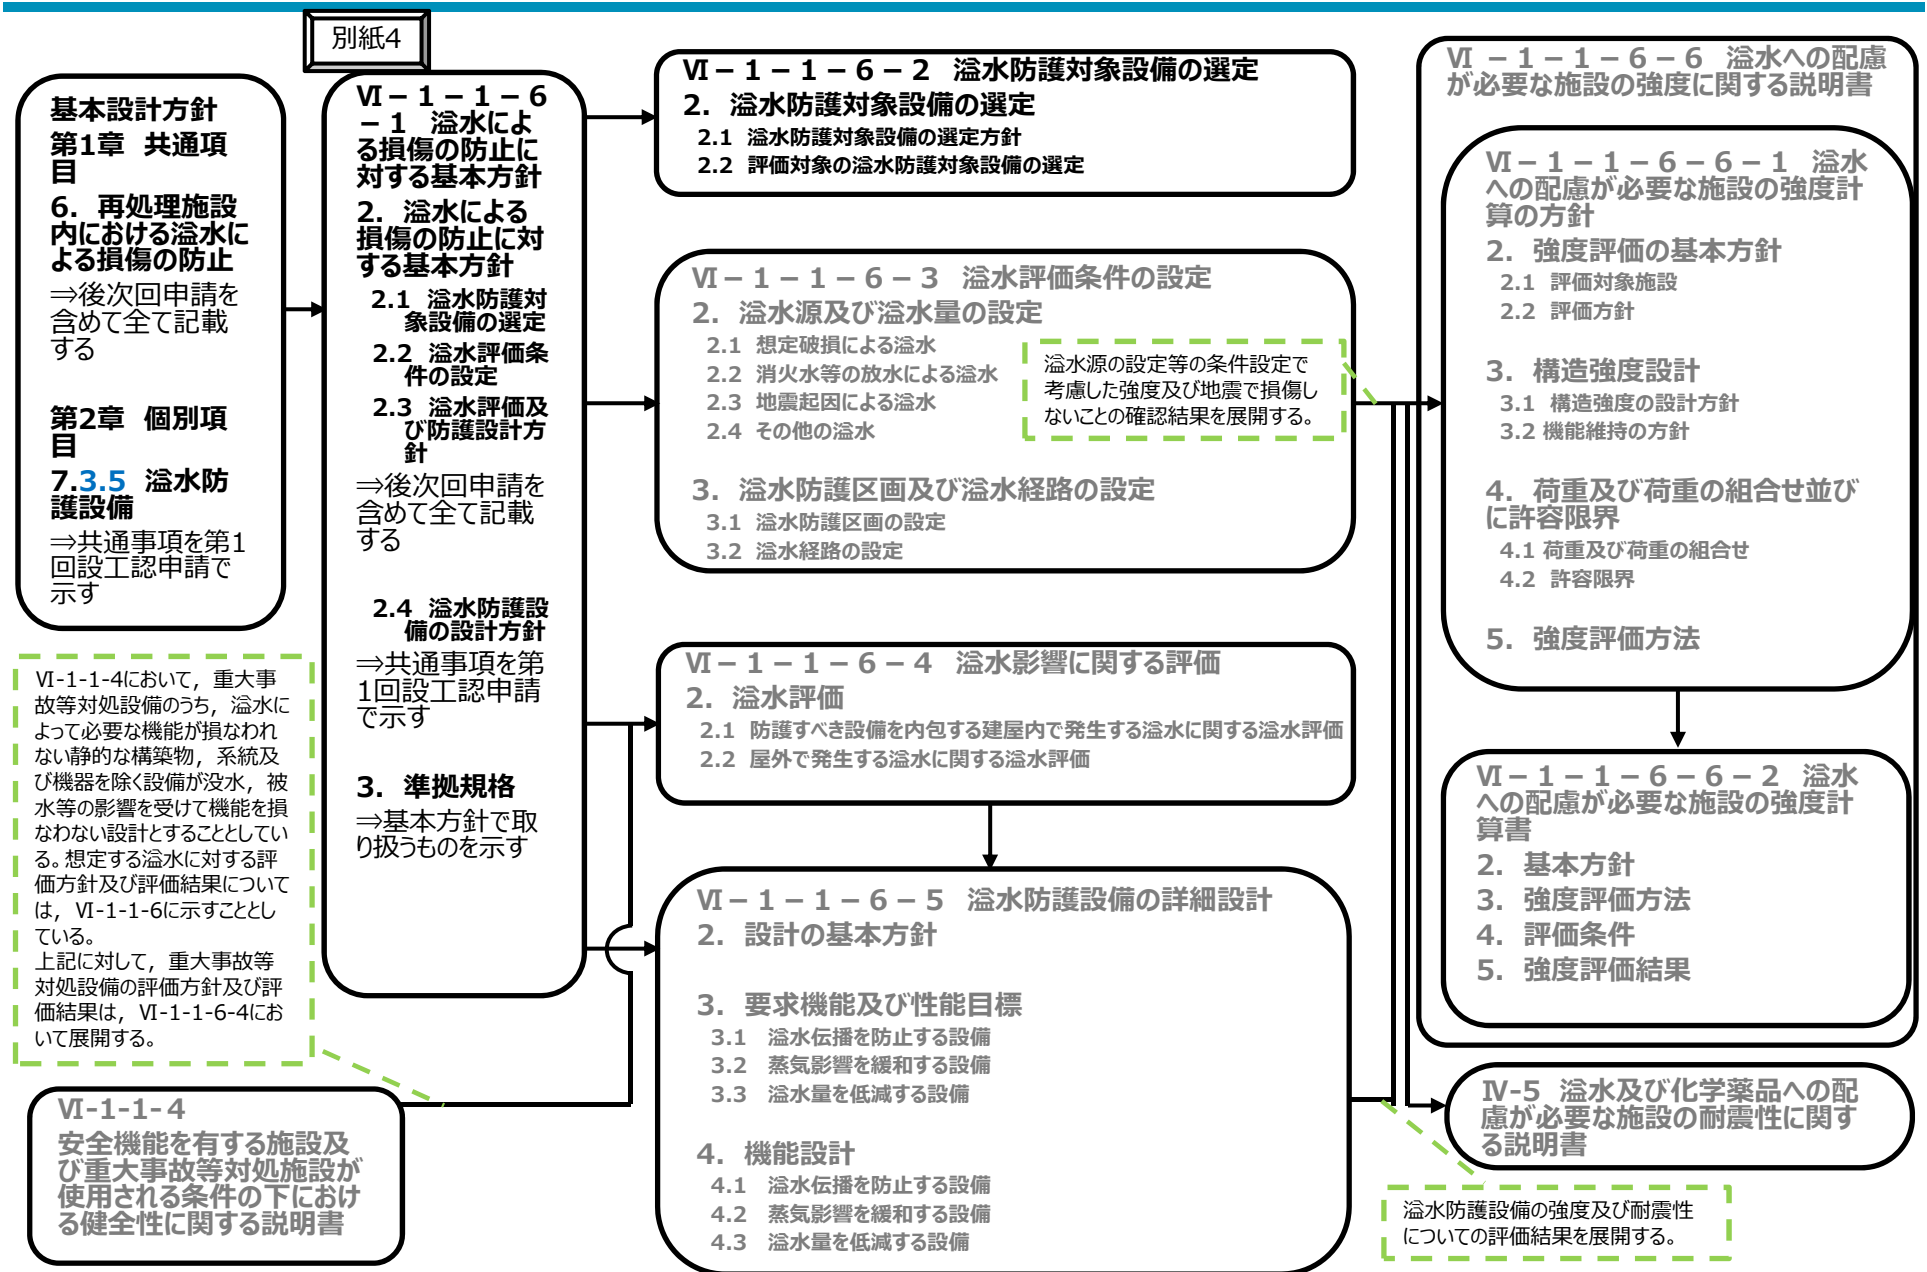 別紙4
基本設計方針
第1章 共通項
目
6. 再処理施設
内における溢水に
よる損傷の防止
⇒後次回申請を
含めて全て記載
する
第2章 個別項
目
7.3.5 溢水防
護設備
⇒共通事項を第1
回設工認申請で
示す
Ⅵ-1-1-4において，重大事
故等対処設備のうち，溢水に
よって必要な機能が損なわれ
ない静的な構築物，系統及
び機器を除く設備が没水，被
水等の影響を受けて機能を損
なわない設計とすることとしてい
る。想定する溢水に対する評
価方針及び評価結果について
は，Ⅵ-1-1-6に示すこととし
ている。
上記に対して，重大事故等
対処設備の評価方針及び評
価結果は，Ⅵ-1-1-6-4にお
いて展開する。
Ⅵ-1-1-4
安全機能を有する施設及
び重大事故等対処施設が
使用される条件の下におけ
る健全性に関する説明書
Ⅵ－１－１－６
－１ 溢水によ
る損傷の防止に
対する基本方針
2. 溢水による
損傷の防止に対
する基本方針
2.1 溢水防護対
象設備の選定
2.2 溢水評価条
件の設定
2.3 溢水評価及
び防護設計方
針
⇒後次回申請を
含めて全て記載
する
2.4 溢水防護設
備の設計方針
⇒共通事項を第
1回設工認申請
で示す
3. 準拠規格
⇒基本方針で取
り扱うものを示す
Ⅵ－１－１－６－２ 溢水防護対象設備の選定
2. 溢水防護対象設備の選定
2.1 溢水防護対象設備の選定方針
2.2 評価対象の溢水防護対象設備の選定
Ⅵ－１－１－６－３ 溢水評価条件の設定
2. 溢水源及び溢水量の設定
2.1 想定破損による溢水
2.2 消火水等の放水による溢水
2.3 地震起因による溢水
2.4 その他の溢水
3. 溢水防護区画及び溢水経路の設定
3.1 溢水防護区画の設定
3.2 溢水経路の設定
溢水源の設定等の条件設定で
考慮した強度及び地震で損傷し
ないことの確認結果を展開する。
Ⅵ－１－１－６－４ 溢水影響に関する評価
2. 溢水評価
2.1 防護すべき設備を内包する建屋内で発生する溢水に関する溢水評価
2.2 屋外で発生する溢水に関する溢水評価
Ⅵ－１－１－６－５ 溢水防護設備の詳細設計
2. 設計の基本方針
3. 要求機能及び性能目標
3.1 溢水伝播を防止する設備
3.2 蒸気影響を緩和する設備
3.3 溢水量を低減する設備
4. 機能設計
4.1 溢水伝播を防止する設備
4.2 蒸気影響を緩和する設備
4.3 溢水量を低減する設備
Ⅵ－１－１－６－６ 溢水への配慮
が必要な施設の強度に関する説明書
Ⅵ－１－１－６－６－１ 溢水
への配慮が必要な施設の強度計
算の方針
2. 強度評価の基本方針
2.1 評価対象施設
2.2 評価方針
3. 構造強度設計
3.1 構造強度の設計方針
3.2 機能維持の方針
4. 荷重及び荷重の組合せ並び
に許容限界
4.1 荷重及び荷重の組合せ
4.2 許容限界
5. 強度評価方法
Ⅵ－１－１－６－６－２ 溢水
への配慮が必要な施設の強度計
算書
2. 基本方針
3. 強度評価方法
4. 評価条件
5. 強度評価結果
Ⅳ-5 溢水及び化学薬品への配
慮が必要な施設の耐震性に関す
る説明書
溢水防護設備の強度及び耐震性
についての評価結果を展開する。